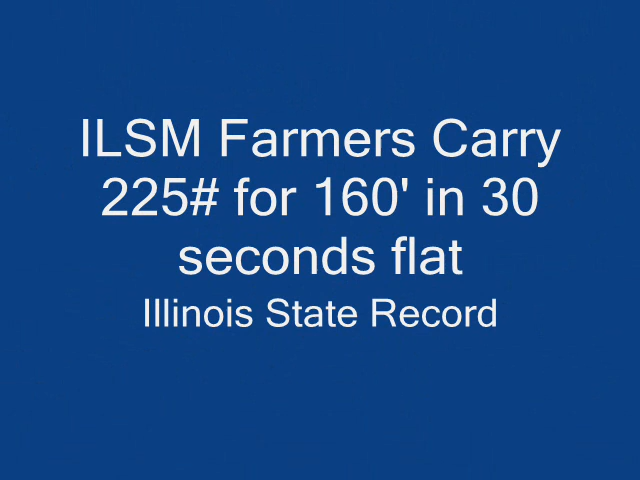 ILSM Farmers Carry
225# for 160' in 30
seconds flat
Illinois State Record